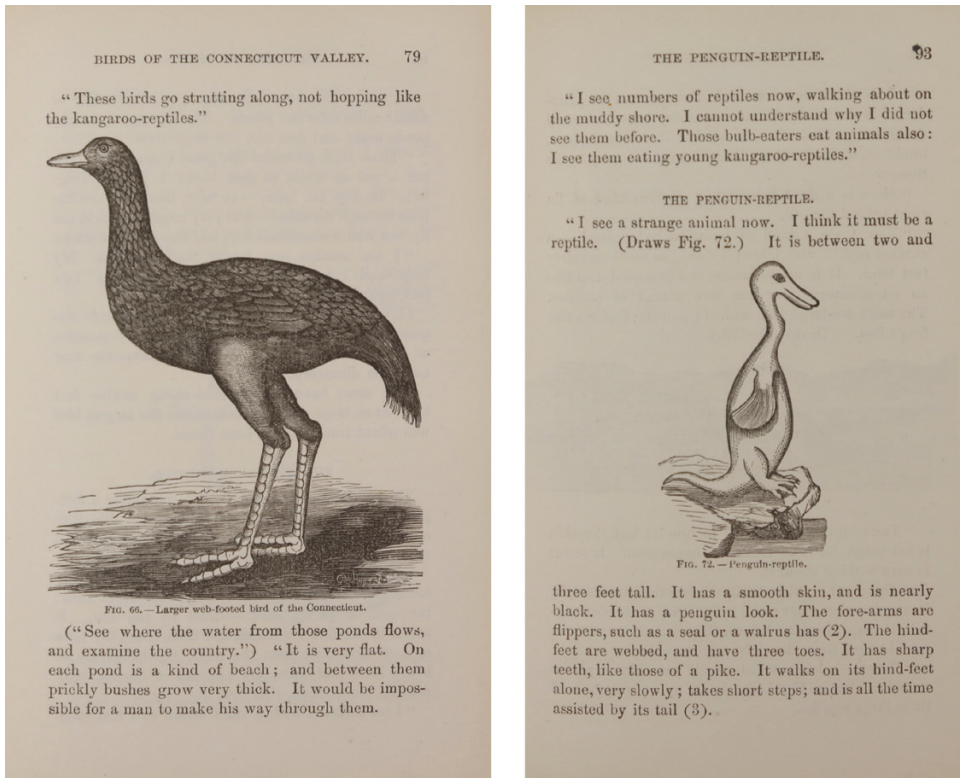 BIRDS OF THE CONNECTICUT VALLEY. 79
“These birds go strutting along, not hopping like
the kangaroo-reptiles.”
FIG. 66.—Larger web-footed bird of the Connecticut.
(“See where the water from those ponds flows,
and examine the country.”) “It is very flat. On
each pond is a kind of beach; and between them
prickly bushes grow very thick. It would be impos-
sible for a man to make his way through them.
THE PENGUIN-REPTILE. 93
“I see numbers of reptiles now, walking about on
the muddy shore. I cannot understand why I did not
see them before. Those bulb-eaters eat animals also:
I see them eating young kangaroo-reptiles.”
THE PENGUIN-REPTILE.
“I see a strange animal now. I think it must be a
reptile. (Draws Fig. 72.) It is between two and
FIG. 72.—Penguin-reptile.
three feet tall. It has a smooth skin, and is nearly
black. It has a penguin look. The fore-arms are
flippers, such as a seal or a walrus has (2). The hind-
feet are webbed, and have three toes. It has sharp
teeth, like those of a pike. It walks on its hind-feet
alone, very slowly; takes short steps; and is all the time
assisted by its tail (3).